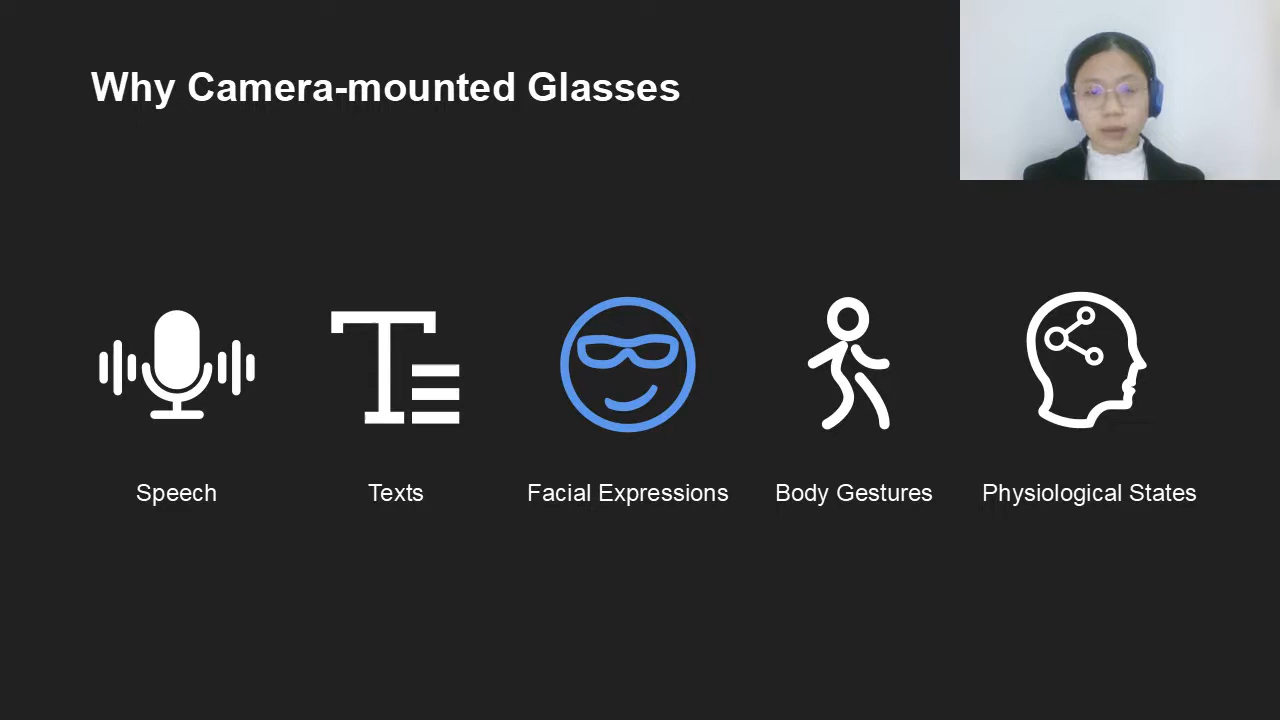 Why Camera-mounted Glasses
Speech
Texts
Facial Expressions
Body Gestures
Physiological States